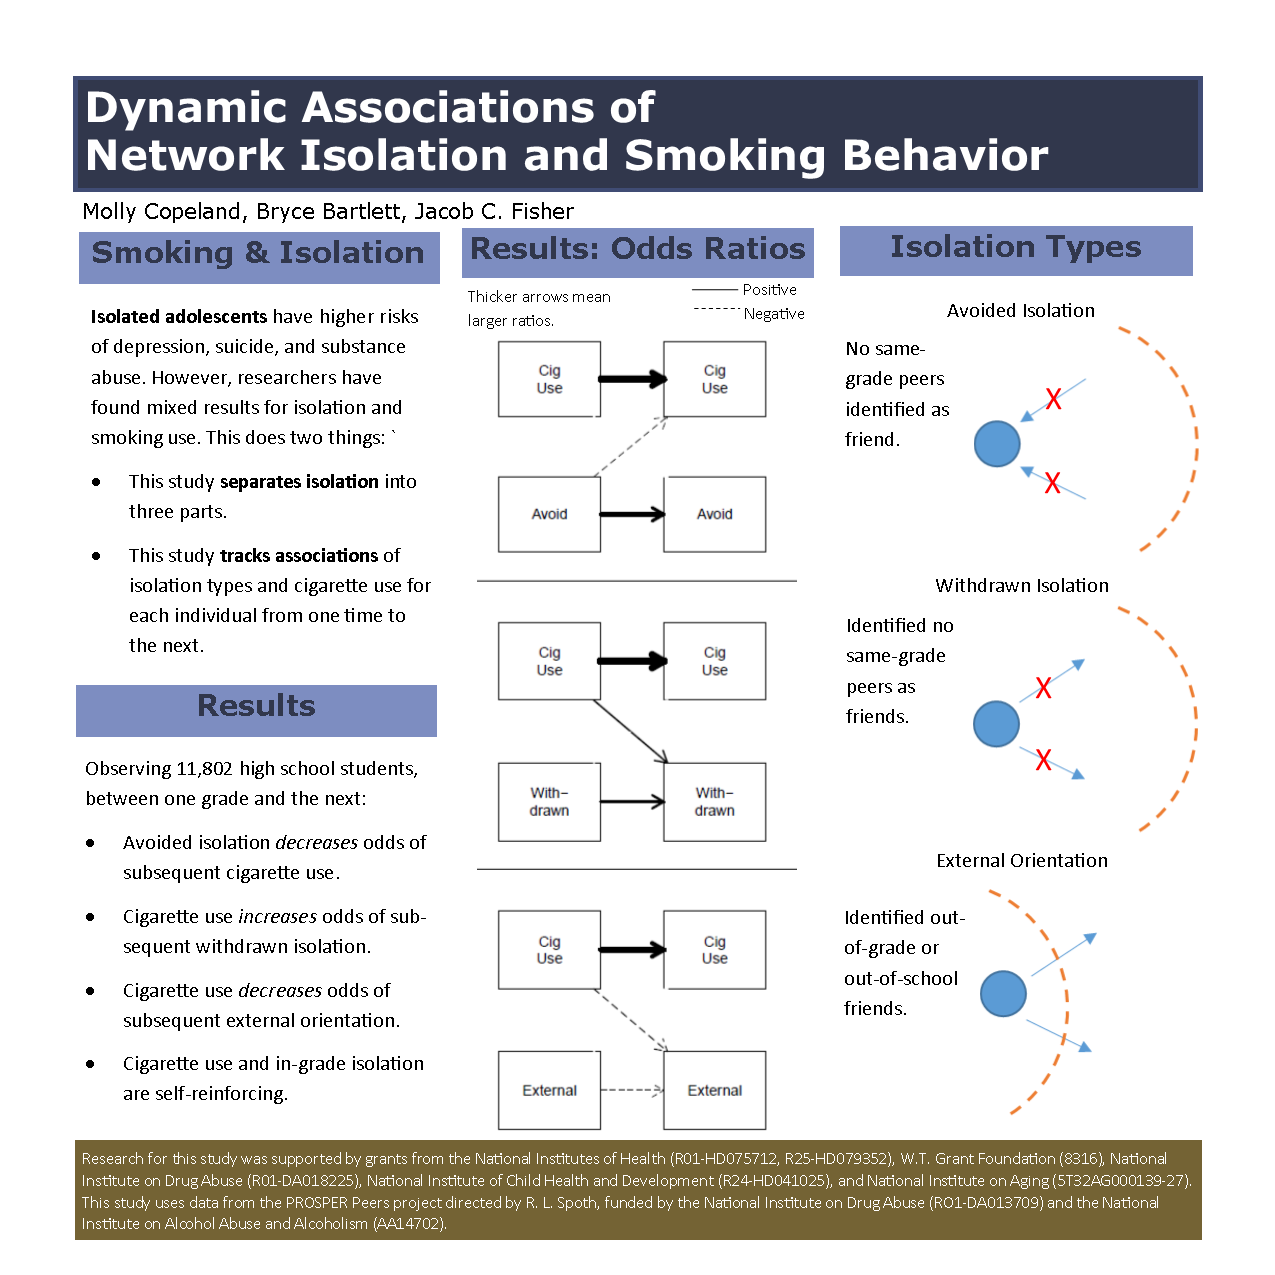 Dynamic Associations of
Network Isolation and Smoking Behavior
Molly Copeland, Bryce Bartlett, Jacob C. Fisher
Smoking & Isolation
Isolated adolescents have higher risks
of depression, suicide, and substance
abuse. However, researchers have
found mixed results for isolation and
smoking use. This does two things: `
• This study separates isolation into
three parts.
• This study tracks associations of
isolation types and cigarette use for
each individual from one time to
the next.
Results
Observing 11,802 high school students,
between one grade and the next:
• Avoided isolation decreases odds of
subsequent cigarette use.
• Cigarette use increases odds of sub-
sequent withdrawn isolation.
• Cigarette use decreases odds of
subsequent external orientation.
• Cigarette use and in-grade isolation
are self-reinforcing.
Results: Odds Ratios
Thicker arrows mean
larger ratios.
Positive
Negative
Cig
Use
Cig
Use
Avoid
Avoid
Cig
Use
Cig
Use
With–
drawn
With–
drawn
Cig
Use
Cig
Use
External
External
Isolation Types
Avoided Isolation
No same-
grade peers
identified as
friend.
X
X
Withdrawn Isolation
Identified no
same-grade
peers as
friends.
X
X
External Orientation
Identified out-
of-grade or
out-of-school
friends.
Research for this study was supported by grants from the National Institutes of Health (R01-HD075712, R25-HD079352), W.T. Grant Foundation (8316), National
Institute on Drug Abuse (R01-DA018225), National Institute of Child Health and Development (R24-HD041025), and National Institute on Aging (5T32AG000139-27).
This study uses data from the PROSPER Peers project directed by R. L. Spoth, funded by the National Institute on Drug Abuse (RO1-DA013709) and the National
Institute on Alcohol Abuse and Alcoholism (AA14702).